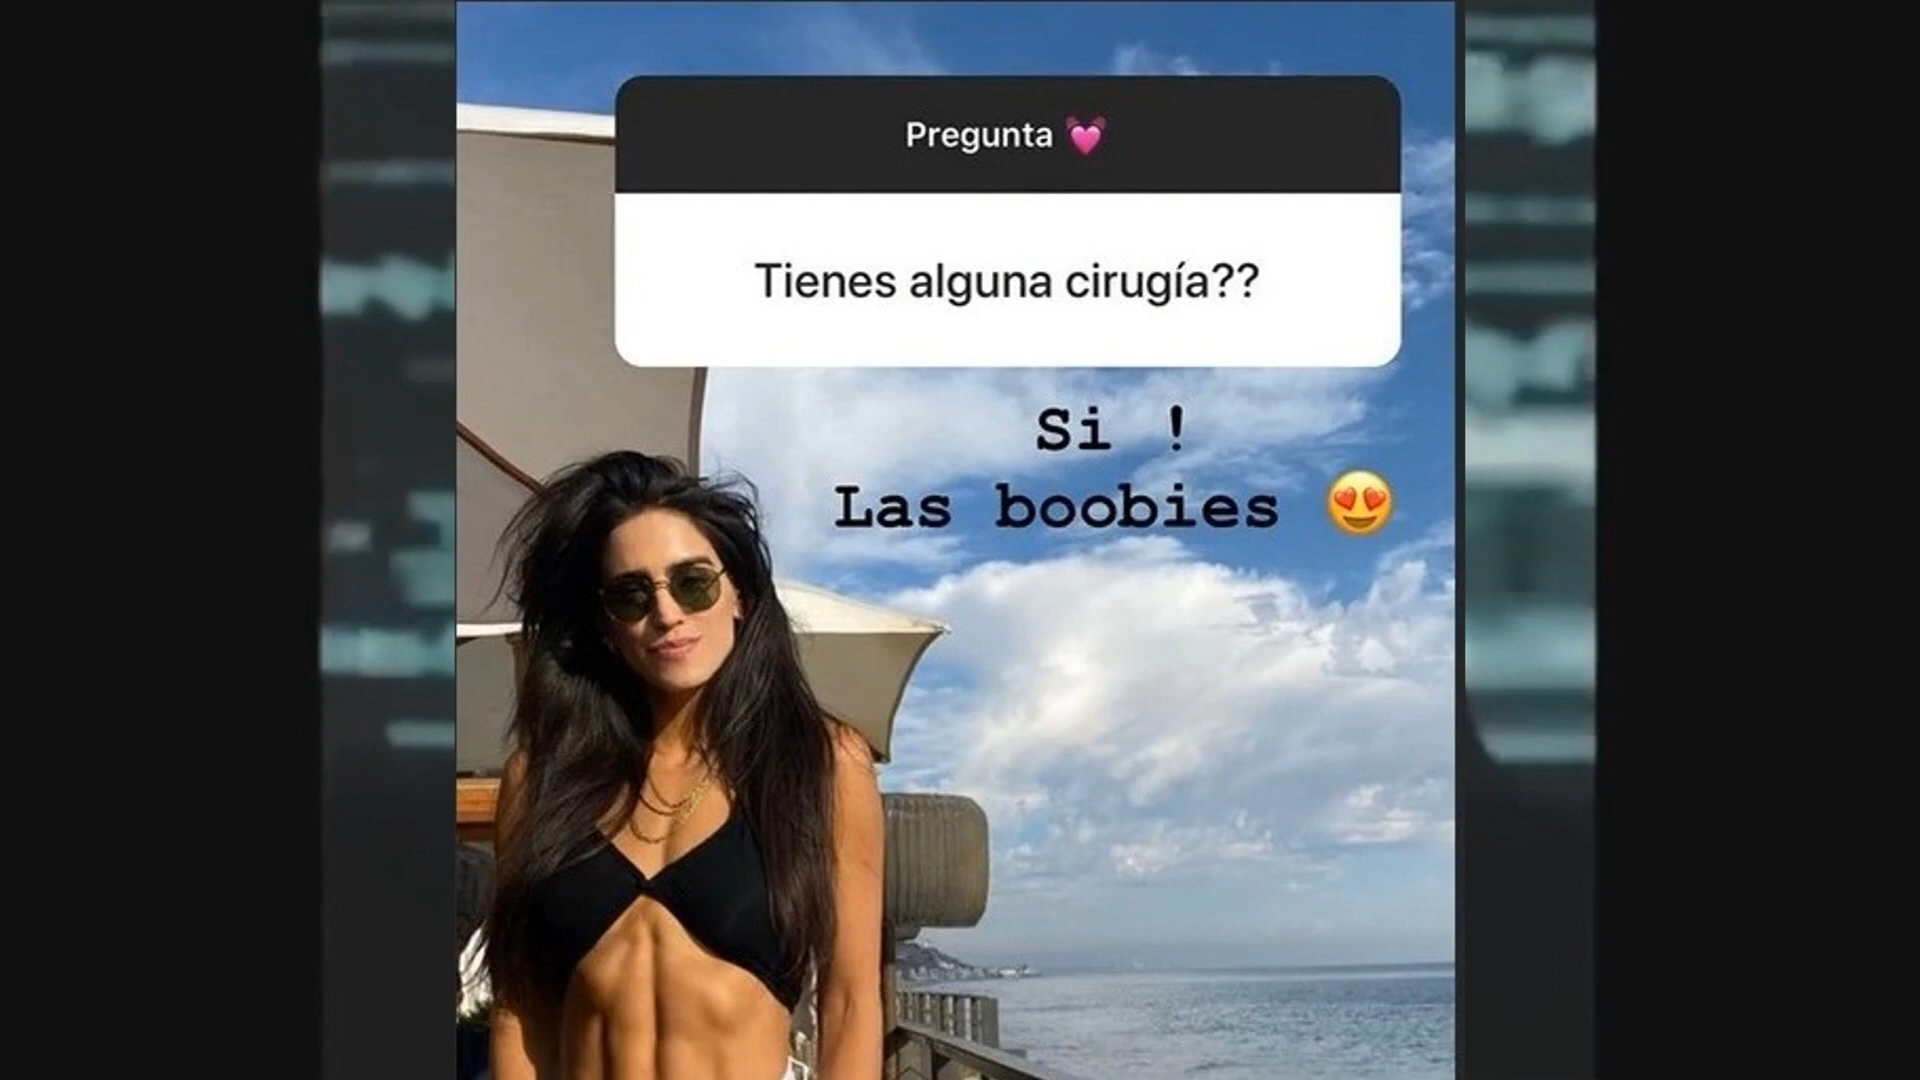 Pregunta 💓
Tienes alguna cirugía??
Si !
Las boobies 😍